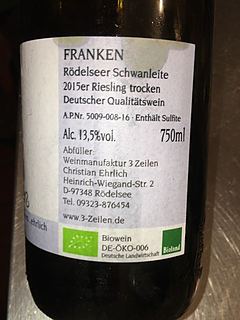 FRANKEN
Rödelseer Schwanleite
2015er Riesling trocken
Deutscher Qualitätswein
A.P.Nr. 5009-008-16 · Enthält Sulfite
Alc. 13,5%vol. 750ml
Abfüller:
Weinmanufaktur 3 Zeilen
Christian Ehrlich
Heinrich-Wiegand-Str. 2
D-97348 Rödelsee
Tel. 09323-876454
www.3-Zeilen.de
ehrlich
Biowein
DE-ÖKO-006
Deutsche Landwirtschaft
Bioland